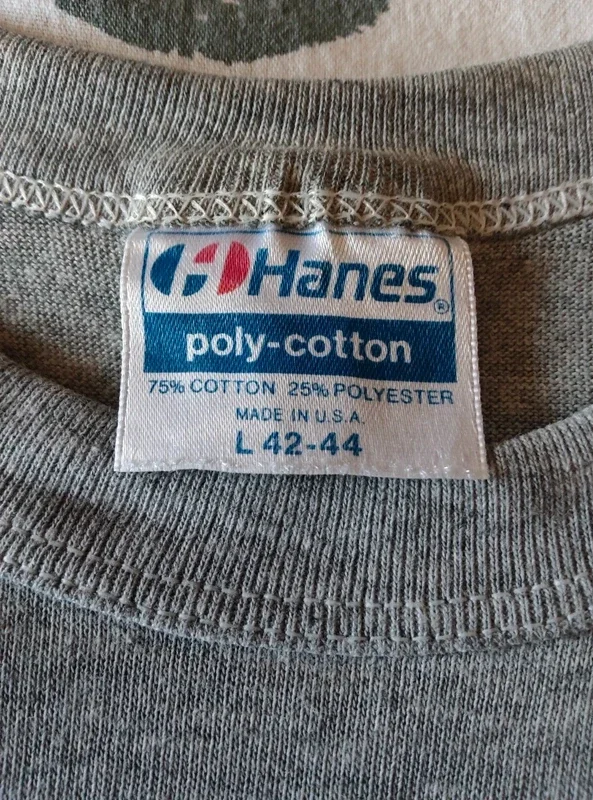 Hanes®
poly-cotton
75% COTTON 25% POLYESTER
MADE IN U.S.A.
L 42-44